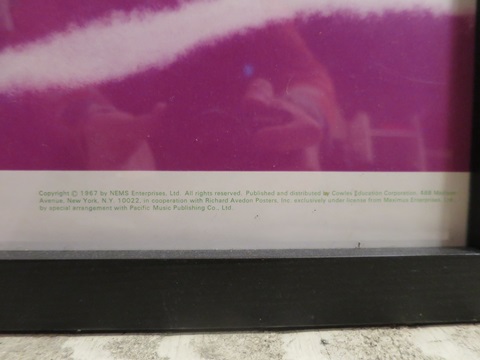 Copyright © 1967 by NEMS Enterprises, Ltd. All rights reserved. Published and distributed by Cowles Education Corporation, 488 Madison
Avenue, New York, N.Y. 10022, in cooperation with Richard Avedon Posters, Inc. exclusively under license from Maximus Enterprises, Ltd.
by special arrangement with Pacific Music Publishing Co., Ltd.